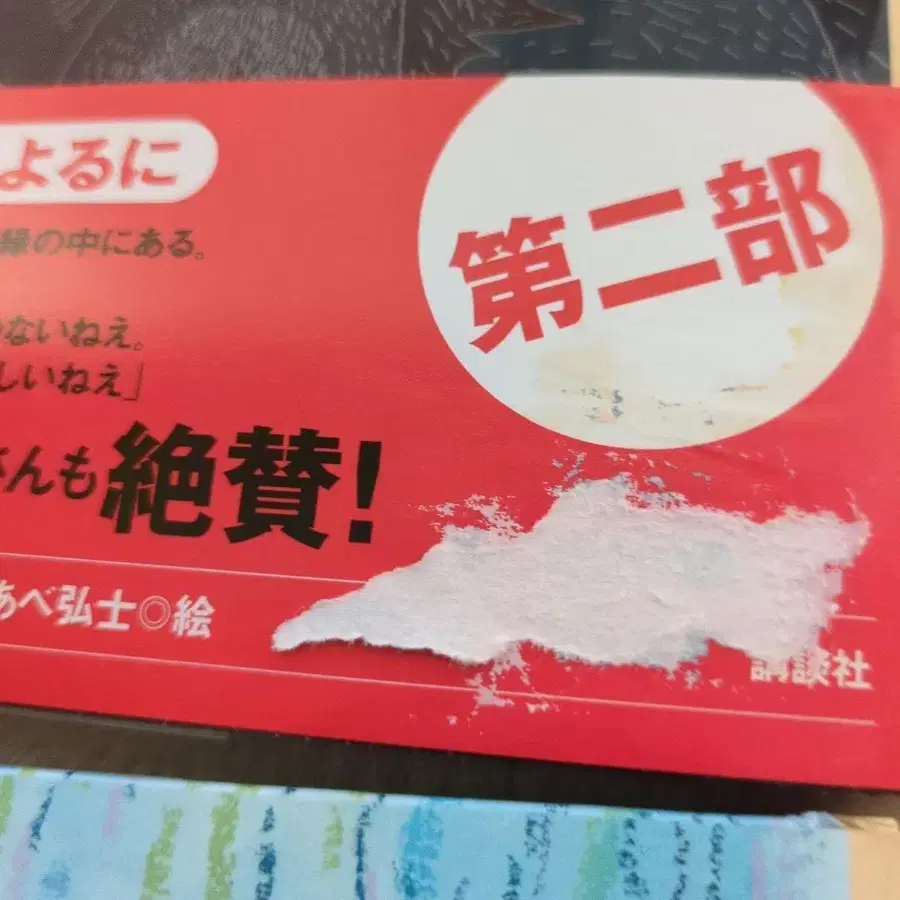 よるに
第二部
の中にある。
ないねえ。
しいねえ」
さんも絶賛!
あべ弘士◎絵
講談社